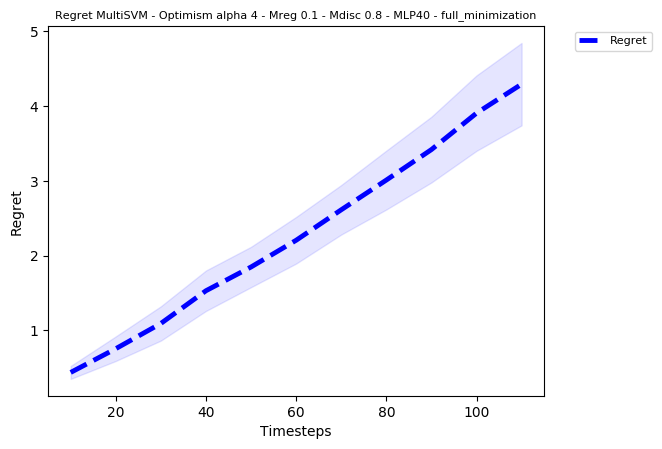 Regret MultiSVM - Optimism alpha 4 - Mreg 0.1 - Mdisc 0.8 - MLP40 - full_minimization
Regret
5
4
3
2
1
Regret
20 40 60 80 100
Timesteps